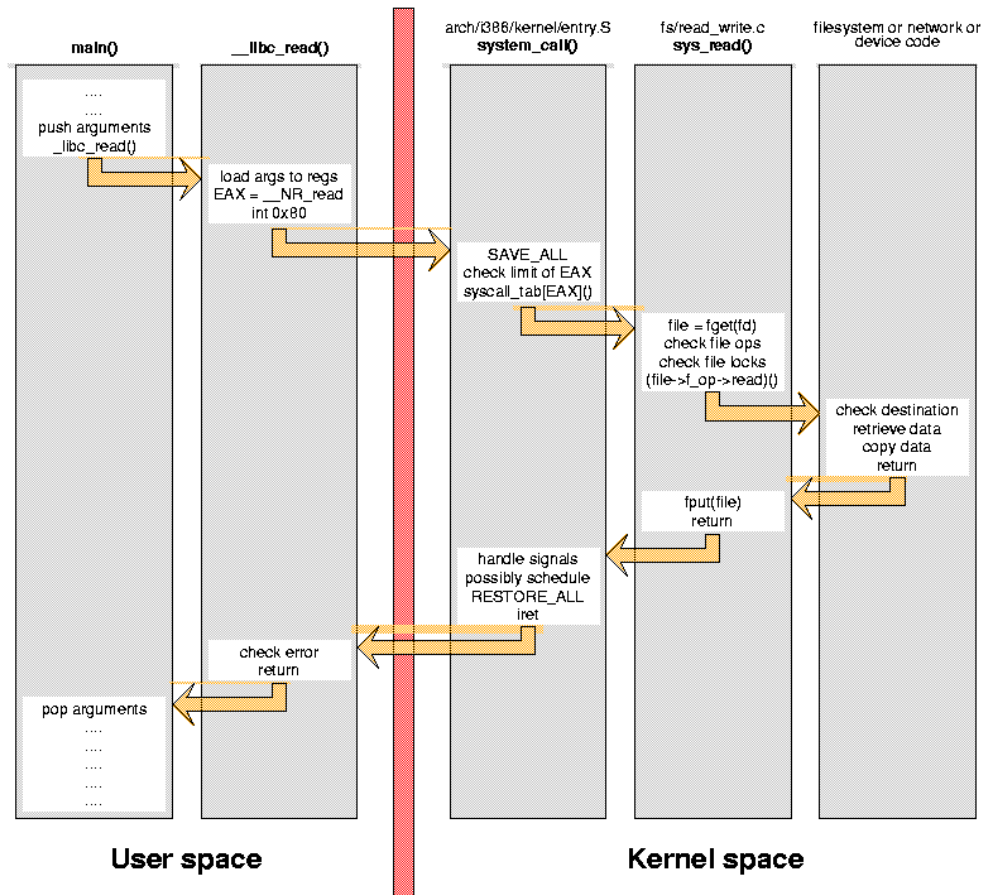 main()
__libc_read()
arch/i386/kernel/entry.S
system_call()
fs/read_write.c
sys_read()
filesystem or network or
device code
....
....
push arguments
_libc_read()
load args to regs
EAX = __NR_read
int 0x80
SAVE_ALL
check limit of EAX
syscall_tab[EAX]()
file = fget(fd)
check file ops
check file locks
(file->f_op->read)()
check destination
retrieve data
copy data
return
fput(file)
return
handle signals
possibly schedule
RESTORE_ALL
iret
check error
return
pop arguments
....
....
....
....
....
User space
Kernel space